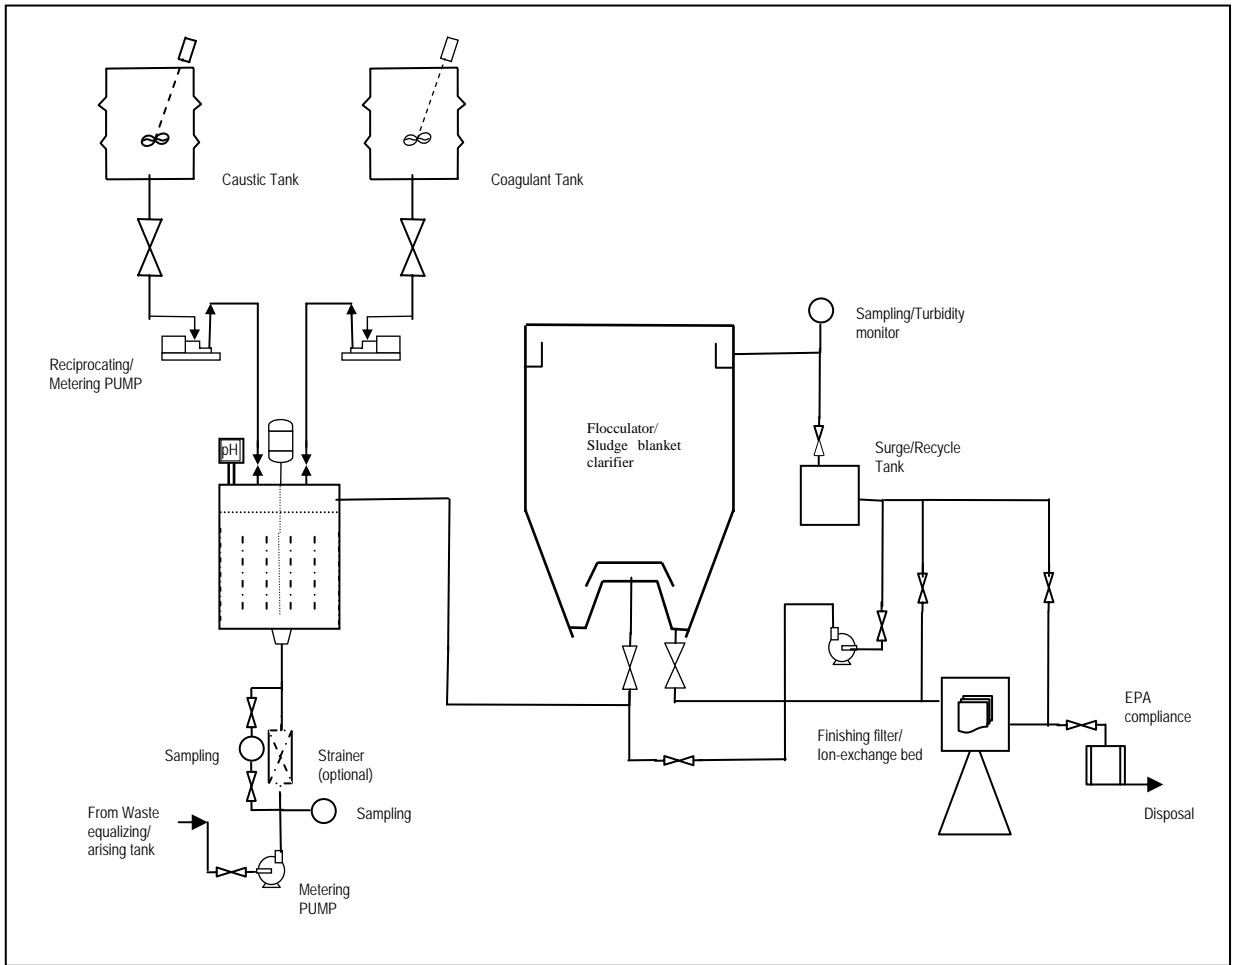 Caustic Tank
Coagulant Tank
Reciprocating/
Metering PUMP
Sampling/Turbidity
monitor
Flocculator/
Sludge blanket
clarifier
Surge/Recycle
Tank
pH
EPA
compliance
Finishing filter/
Ion-exchange bed
Sampling
Strainer
(optional)
From Waste
equalizing/
arising tank
Sampling
Disposal
Metering
PUMP